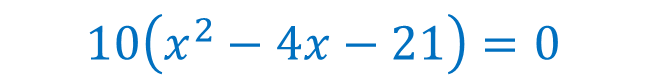 10(x² − 4x − 21) = 0